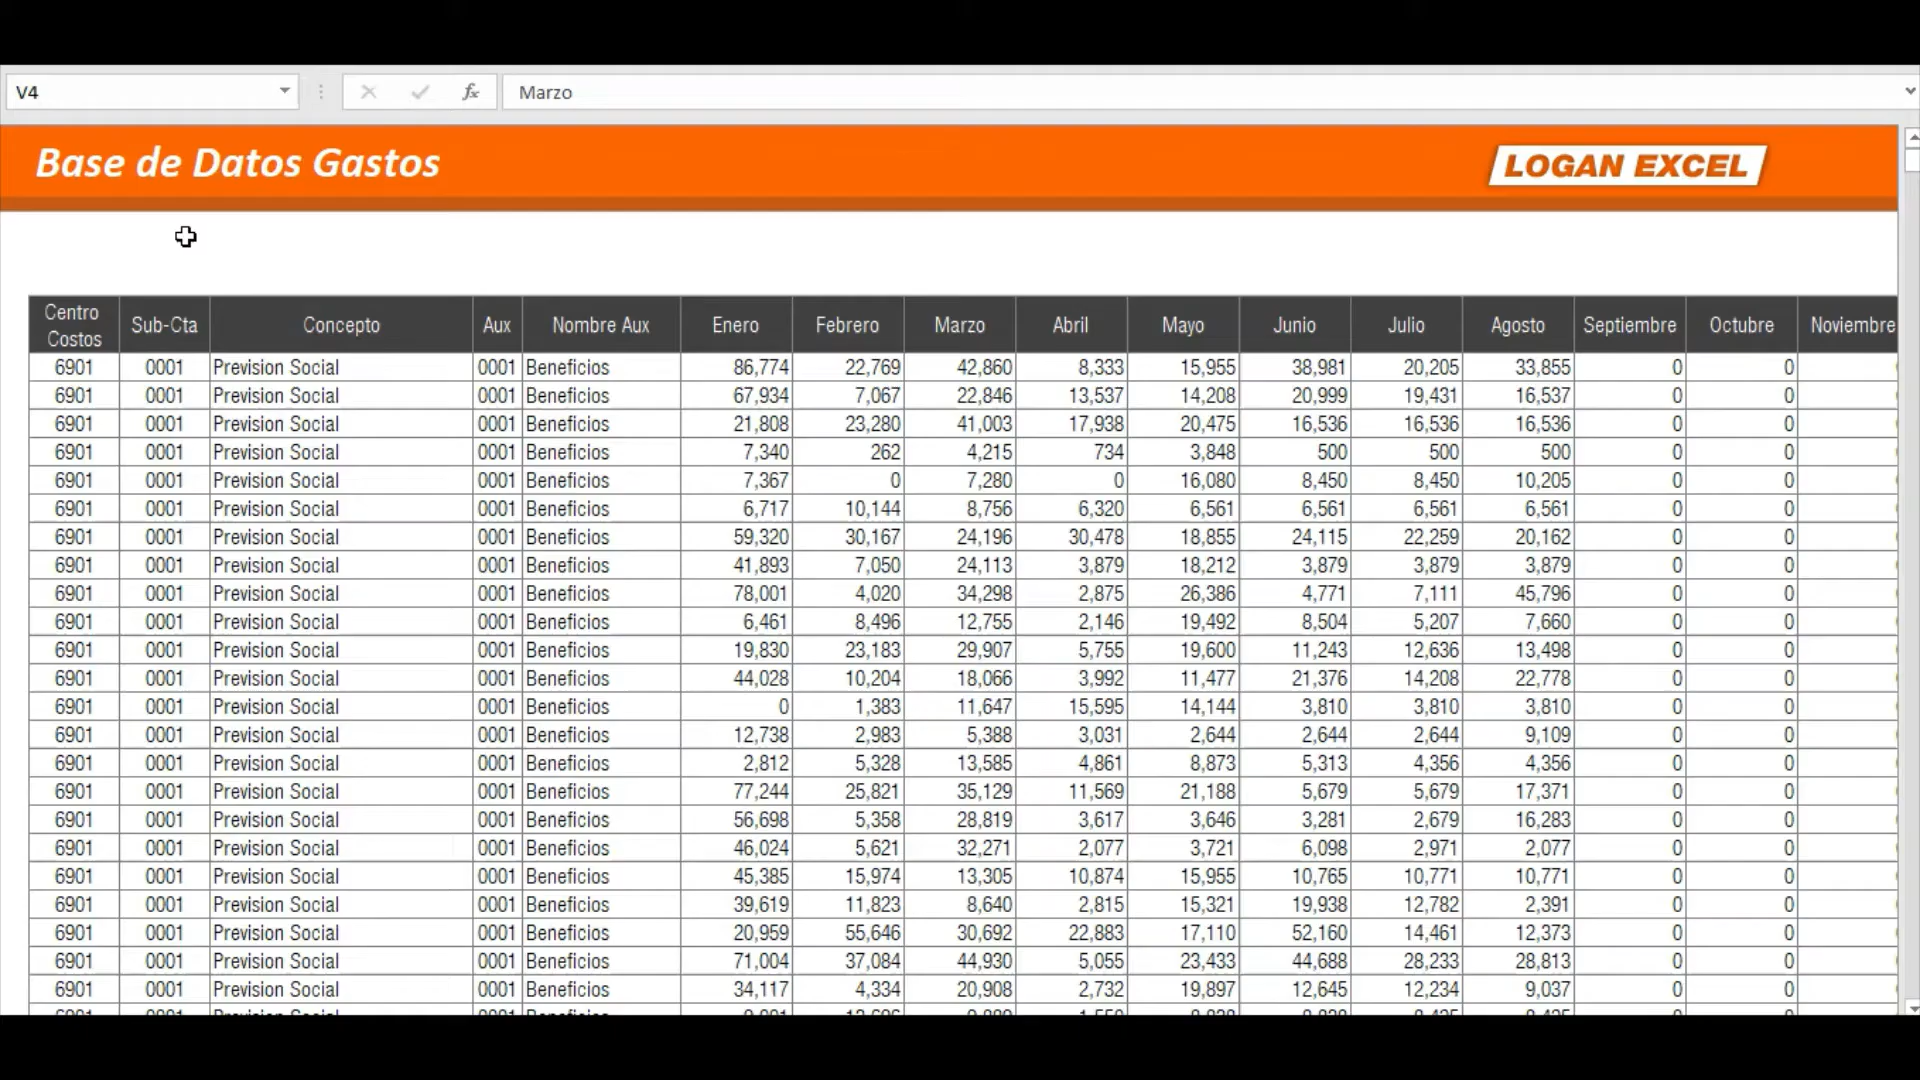 V4
fx
Marzo
Base de Datos Gastos
LOGAN EXCEL
Centro Costos Sub-Cta Concepto Aux Nombre Aux Enero Febrero Marzo Abril Mayo Junio Julio Agosto Septiembre Octubre Noviembre
6901 0001 Prevision Social 0001 Beneficios 86,774 22,769 42,860 8,333 15,955 38,981 20,205 33,855 0 0
6901 0001 Prevision Social 0001 Beneficios 67,934 7,067 22,846 13,537 14,208 20,999 19,431 16,537 0 0
6901 0001 Prevision Social 0001 Beneficios 21,808 23,280 41,003 17,938 20,475 16,536 16,536 16,536 0 0
6901 0001 Prevision Social 0001 Beneficios 7,340 262 4,215 734 3,848 500 500 500 0 0
6901 0001 Prevision Social 0001 Beneficios 7,367 0 7,280 0 16,080 8,450 8,450 10,205 0 0
6901 0001 Prevision Social 0001 Beneficios 6,717 10,144 8,756 6,320 6,561 6,561 6,561 6,561 0 0
6901 0001 Prevision Social 0001 Beneficios 59,320 30,167 24,196 30,478 18,855 24,115 22,259 20,162 0 0
6901 0001 Prevision Social 0001 Beneficios 41,893 7,050 24,113 3,879 18,212 3,879 3,879 3,879 0 0
6901 0001 Prevision Social 0001 Beneficios 78,001 4,020 34,298 2,875 26,386 4,771 7,111 45,796 0 0
6901 0001 Prevision Social 0001 Beneficios 6,461 8,496 12,755 2,146 19,492 8,504 5,207 7,660 0 0
6901 0001 Prevision Social 0001 Beneficios 19,830 23,183 29,907 5,755 19,600 11,243 12,636 13,498 0 0
6901 0001 Prevision Social 0001 Beneficios 44,028 10,204 18,066 3,992 11,477 21,376 14,208 22,778 0 0
6901 0001 Prevision Social 0001 Beneficios 0 1,383 11,647 15,595 14,144 3,810 3,810 3,810 0 0
6901 0001 Prevision Social 0001 Beneficios 12,738 2,983 5,388 3,031 2,644 2,644 2,644 9,109 0 0
6901 0001 Prevision Social 0001 Beneficios 2,812 5,328 13,585 4,861 8,873 5,313 4,356 4,356 0 0
6901 0001 Prevision Social 0001 Beneficios 77,244 25,821 35,129 11,569 21,188 5,679 5,679 17,371 0 0
6901 0001 Prevision Social 0001 Beneficios 56,698 5,358 28,819 3,617 3,646 3,281 2,679 16,283 0 0
6901 0001 Prevision Social 0001 Beneficios 46,024 5,621 32,271 2,077 3,721 6,098 2,971 2,077 0 0
6901 0001 Prevision Social 0001 Beneficios 45,385 15,974 13,305 10,874 15,955 10,765 10,771 10,771 0 0
6901 0001 Prevision Social 0001 Beneficios 39,619 11,823 8,640 2,815 15,321 19,938 12,782 2,391 0 0
6901 0001 Prevision Social 0001 Beneficios 20,959 55,646 30,692 22,883 17,110 52,160 14,461 12,373 0 0
6901 0001 Prevision Social 0001 Beneficios 71,004 37,084 44,930 5,055 23,433 44,688 28,233 28,813 0 0
6901 0001 Prevision Social 0001 Beneficios 34,117 4,334 20,908 2,732 19,897 12,645 12,234 9,037 0 0